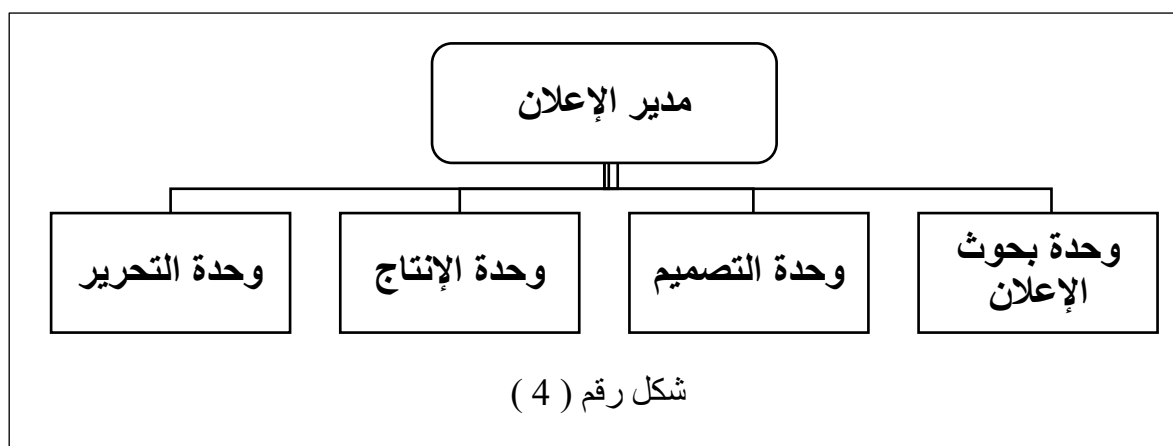 مدير الإعلان
وحدة بحوث
الإعلان
وحدة التصميم
وحدة الإنتاج
وحدة التحرير
شكل رقم ( 4 )